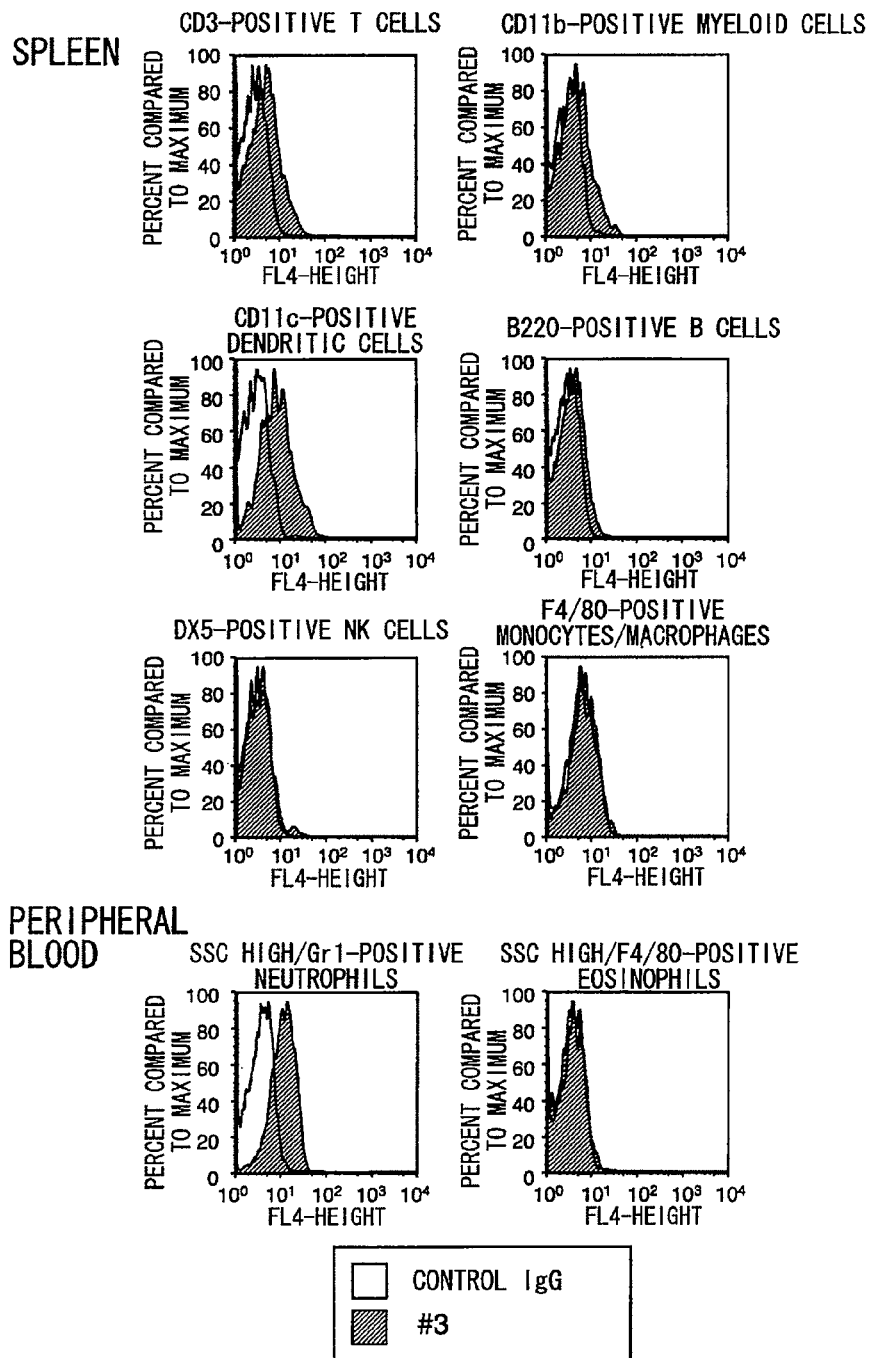 SPLEEN
CD3-POSITIVE T CELLS
PERCENT COMPARED
TO MAXIMUM
100
80
60
40
20
0
10⁰ 10¹ 10² 10³ 10⁴
FL4-HEIGHT
CD11b-POSITIVE MYELOID CELLS
PERCENT COMPARED
TO MAXIMUM
100
80
60
40
20
0
10⁰ 10¹ 10² 10³ 10⁴
FL4-HEIGHT
CD11c-POSITIVE
DENDRITIC CELLS
PERCENT COMPARED
TO MAXIMUM
100
80
60
40
20
0
10⁰ 10¹ 10² 10³ 10⁴
FL4-HEIGHT
B220-POSITIVE B CELLS
PERCENT COMPARED
TO MAXIMUM
100
80
60
40
20
0
10⁰ 10¹ 10² 10³ 10⁴
FL4-HEIGHT
DX5-POSITIVE NK CELLS
PERCENT COMPARED
TO MAXIMUM
100
80
60
40
20
0
10⁰ 10¹ 10² 10³ 10⁴
FL4-HEIGHT
F4/80-POSITIVE
MONOCYTES/MACROPHAGES
PERCENT COMPARED
TO MAXIMUM
100
80
60
40
20
0
10⁰ 10¹ 10² 10³ 10⁴
FL4-HEIGHT
PERIPHERAL
BLOOD
SSC HIGH/Gr1-POSITIVE
NEUTROPHILS
PERCENT COMPARED
TO MAXIMUM
100
80
60
40
20
0
10⁰ 10¹ 10² 10³ 10⁴
FL4-HEIGHT
SSC HIGH/F4/80-POSITIVE
EOSINOPHILS
PERCENT COMPARED
TO MAXIMUM
100
80
60
40
20
0
10⁰ 10¹ 10² 10³ 10⁴
FL4-HEIGHT
CONTROL IgG
#3